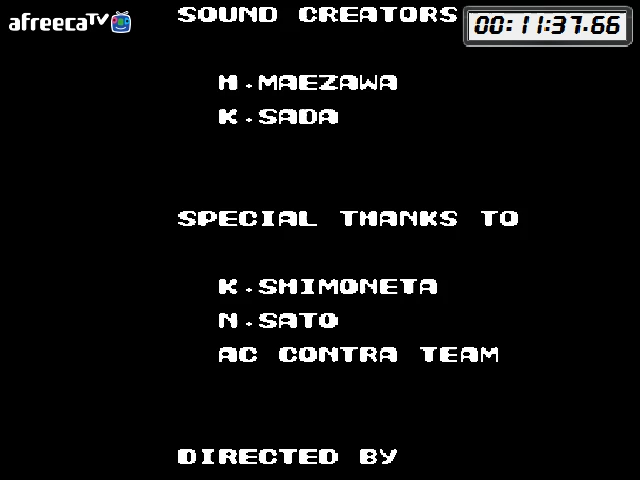 afreecaTV
SOUND CREATORS
00:11:37.66
H.MAEZAWA
K.SADA
SPECIAL THANKS TO
K.SHIMONETA
N.SATO
AC CONTRA TEAM
DIRECTED BY